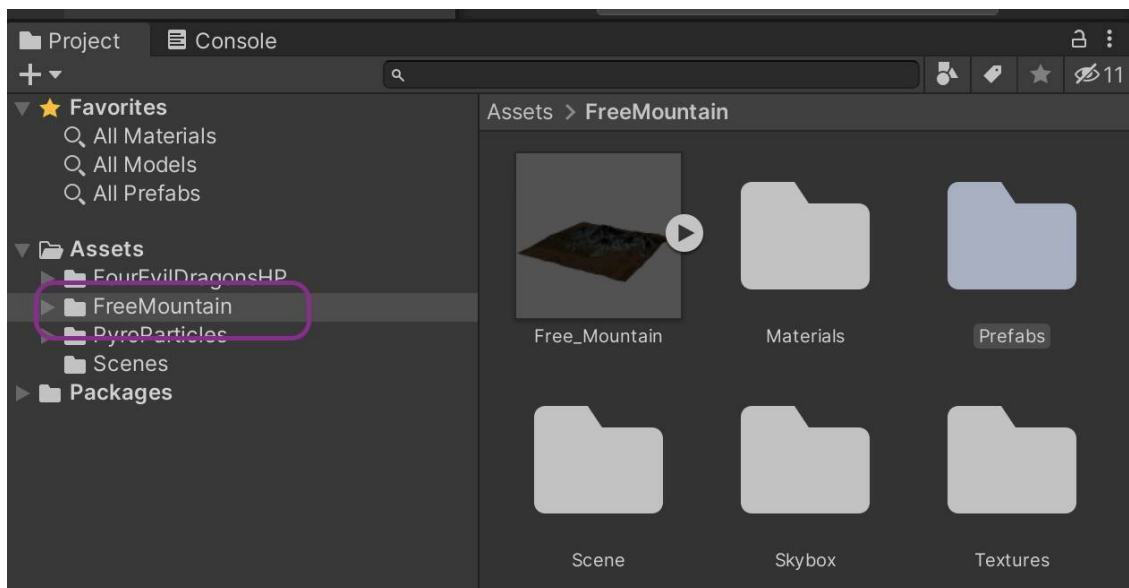 Project Console
11
Favorites
All Materials
All Models
All Prefabs
Assets
FourEvilDragonsHP
FreeMountain
PyroParticles
Scenes
Packages
Assets > FreeMountain
Free_Mountain Materials Prefabs
Scene Skybox Textures